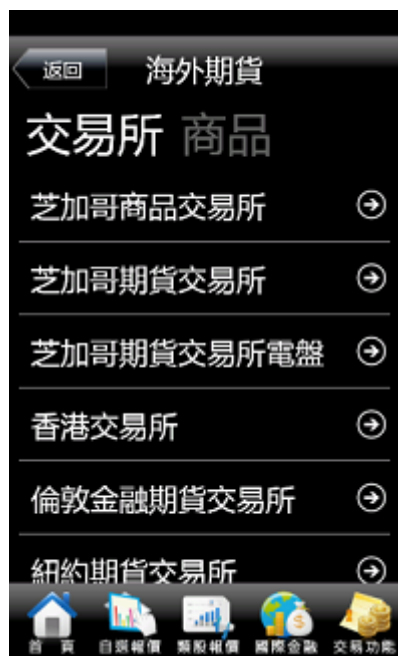 返回 海外期貨
交易所 商品
芝加哥商品交易所
芝加哥期貨交易所
芝加哥期貨交易所電盤
香港交易所
倫敦金融期貨交易所
紐約期貨交易所
首頁 自選報價 類股報價 國際金融 交易功能